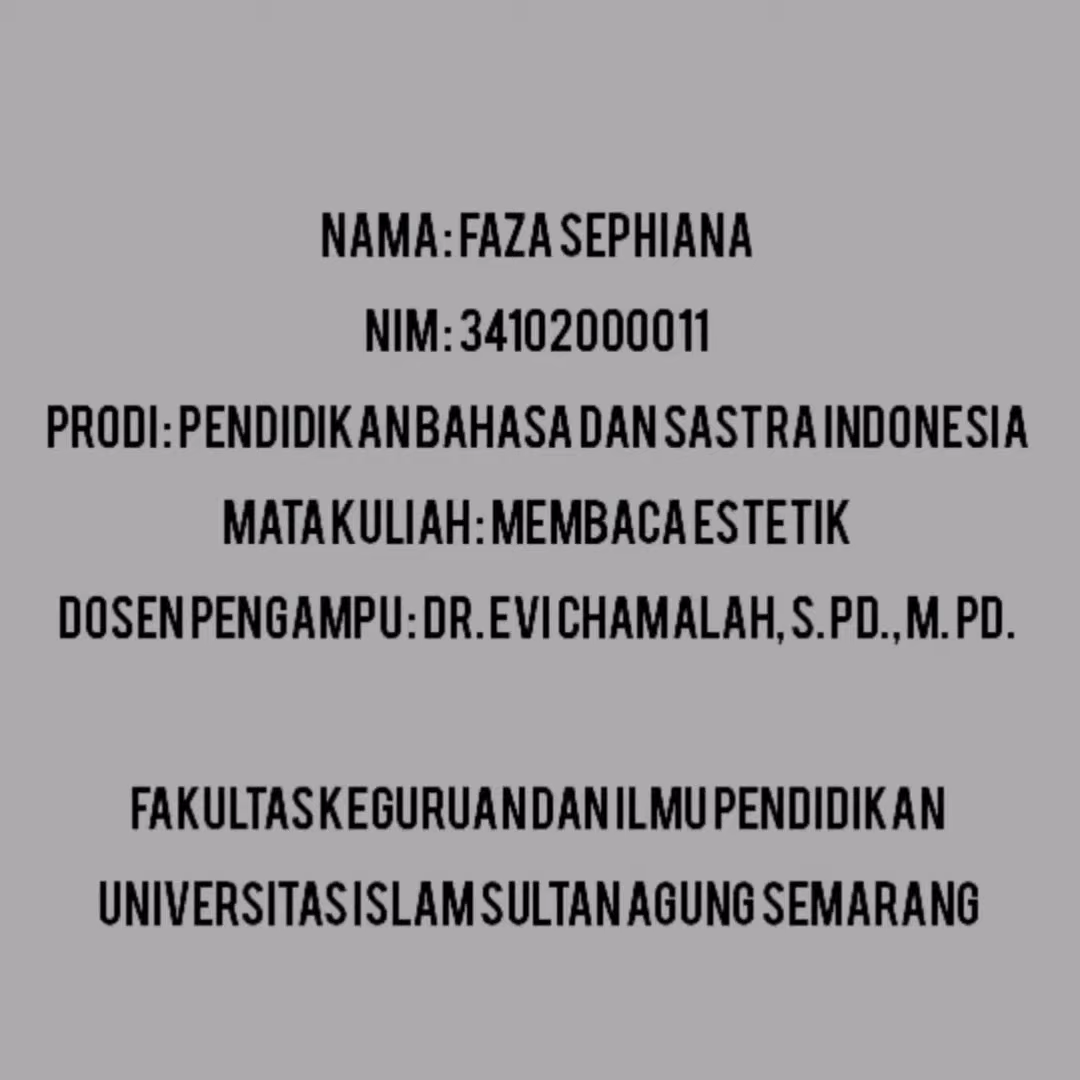 NAMA : FAZA SEPHIANA
NIM : 34102000011
PRODI : PENDIDIKAN BAHASA DAN SASTRA INDONESIA
MATA KULIAH : MEMBACA ESTETIK
DOSEN PENGAMPU : DR. EVI CHAMALAH, S. PD., M. PD.
FAKULTAS KEGURUAN DAN ILMU PENDIDIKAN
UNIVERSITAS ISLAM SULTAN AGUNG SEMARANG